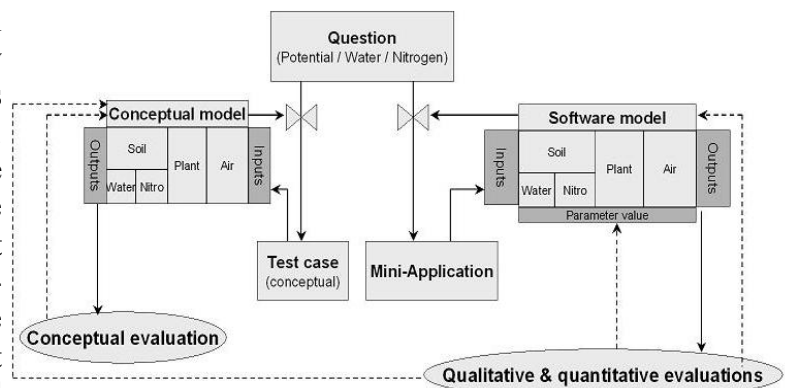 Question
(Potential / Water / Nitrogen)
Conceptual model
Outputs
Soil
Water
Nitro
Plant
Air
Inputs
Software model
Inputs
Soil
Water
Nitro
Plant
Air
Outputs
Parameter value
Test case
(conceptual)
Mini-Application
Conceptual evaluation
Qualitative & quantitative evaluations